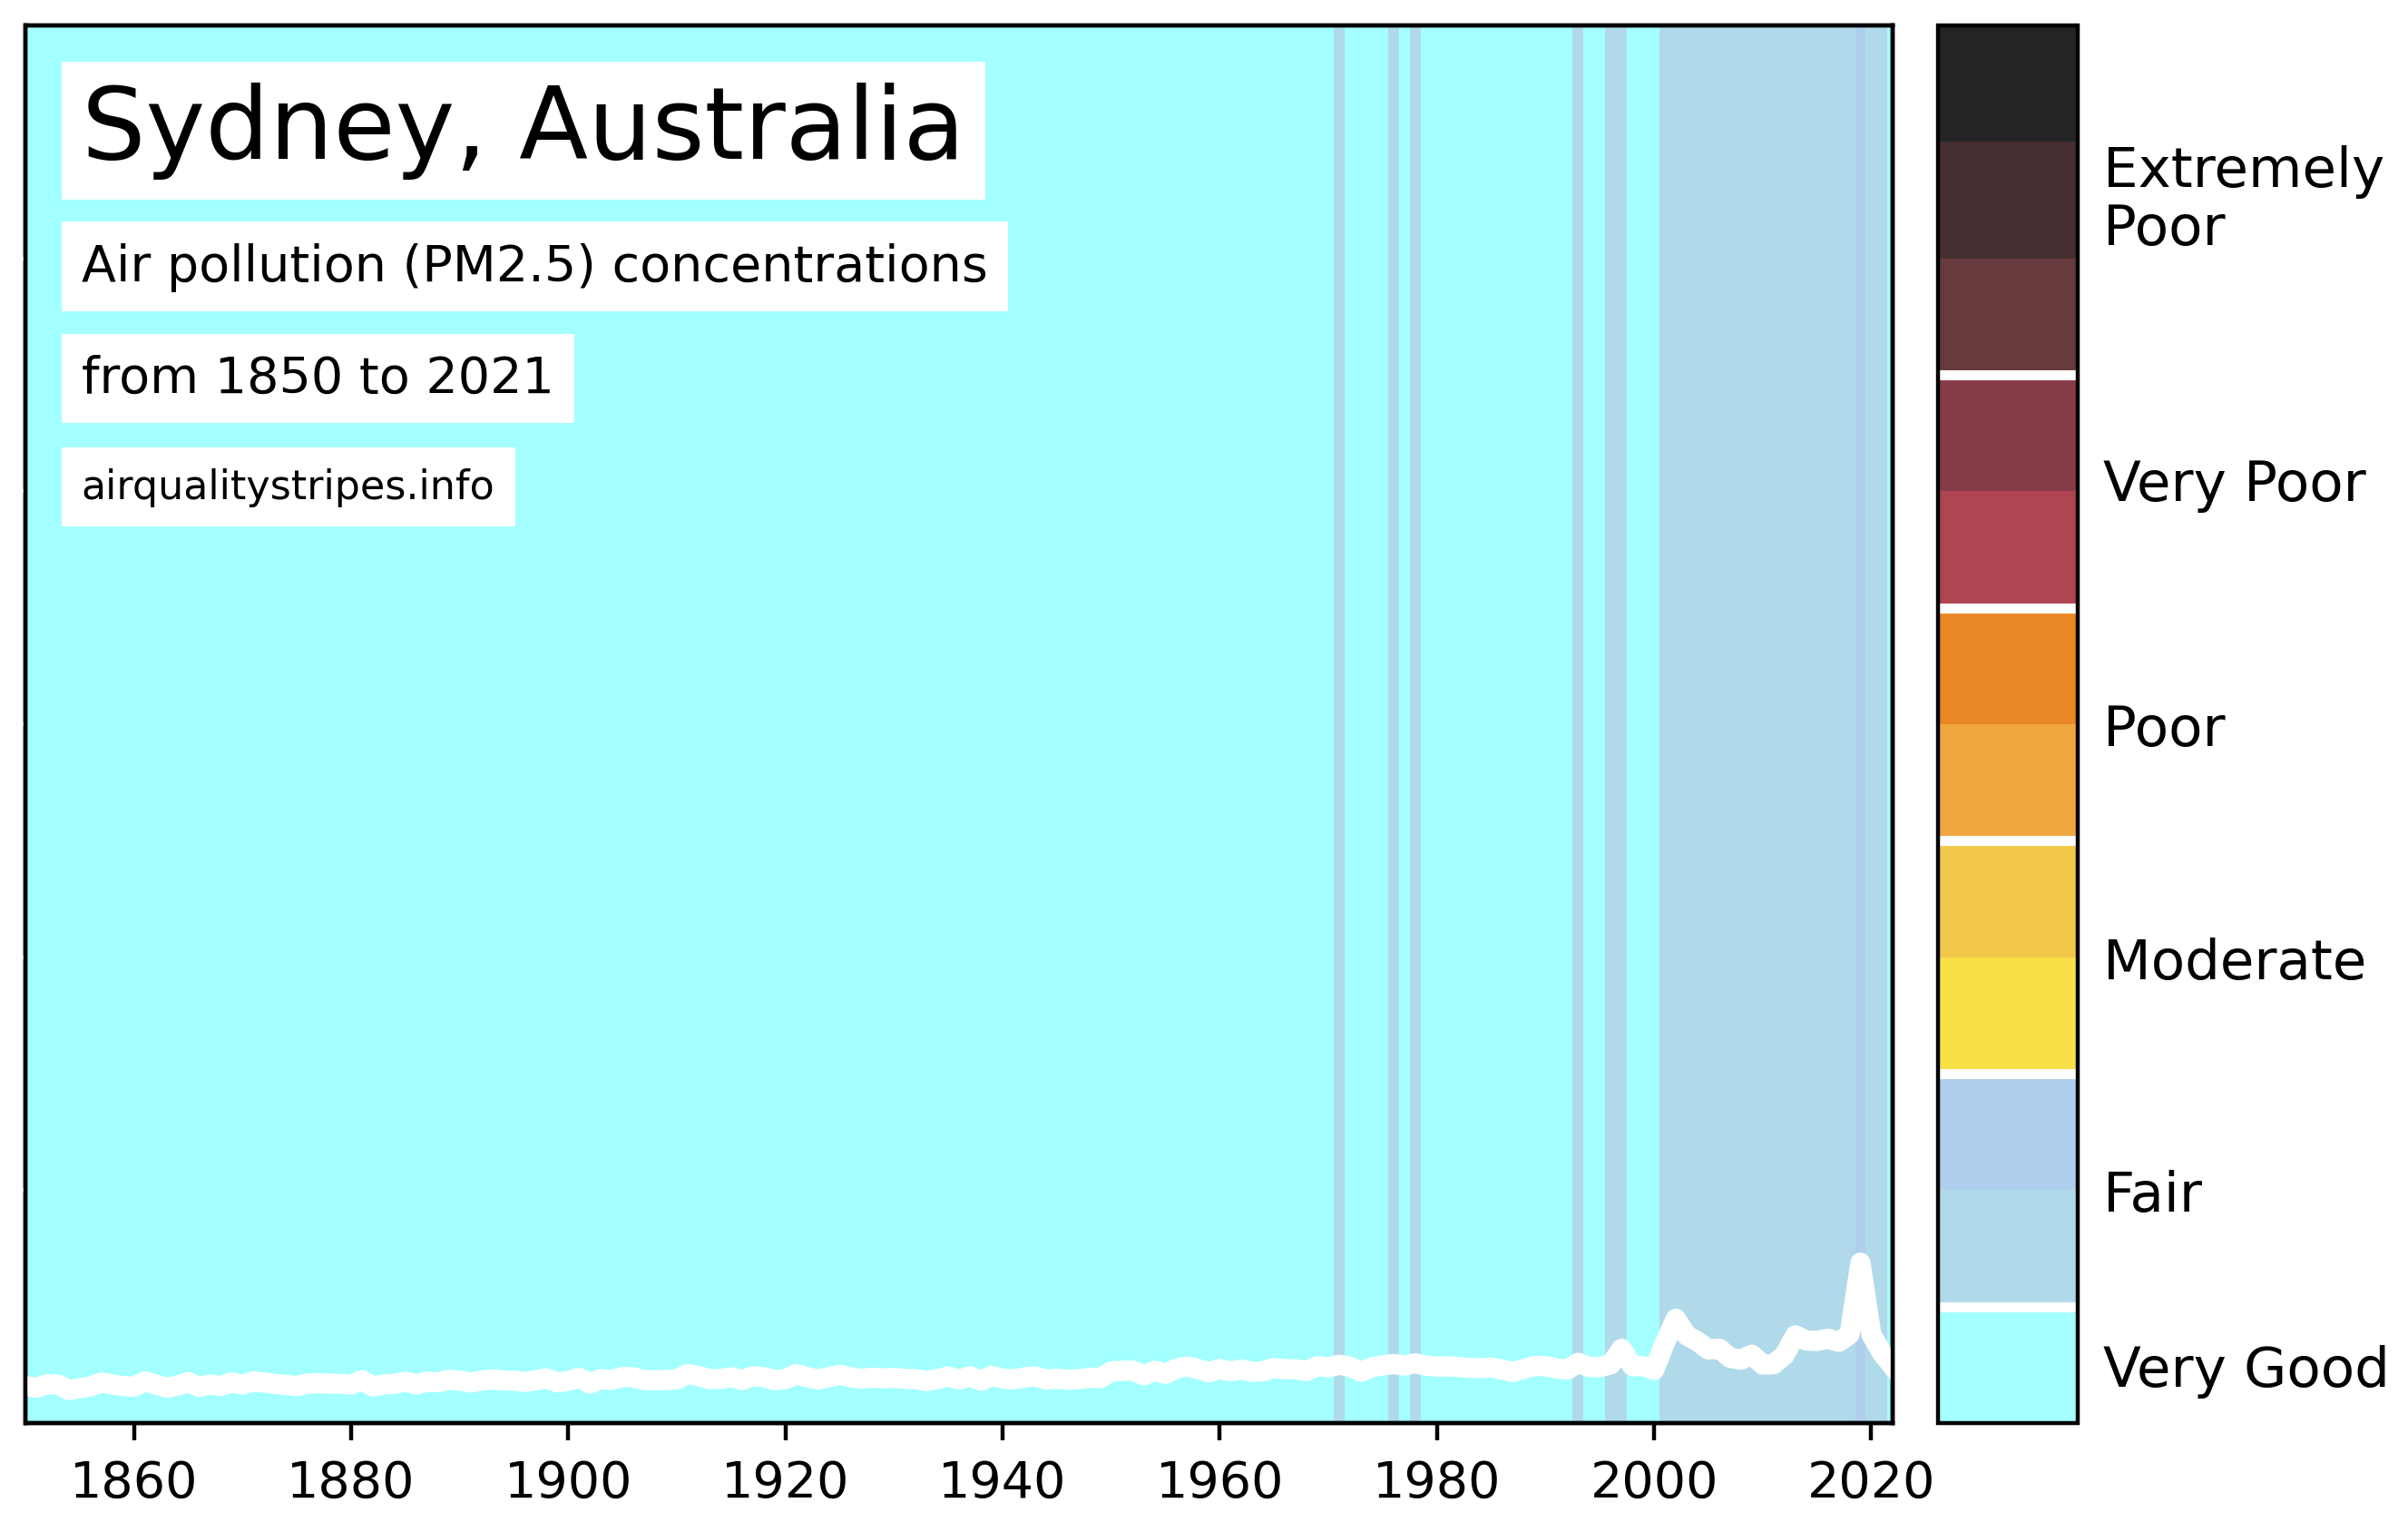 Sydney, Australia
Air pollution (PM2.5) concentrations
from 1850 to 2021
airqualitystripes.info
Extremely
Poor
Very Poor
Poor
Moderate
Fair
Very Good
1860 1880 1900 1920 1940 1960 1980 2000 2020